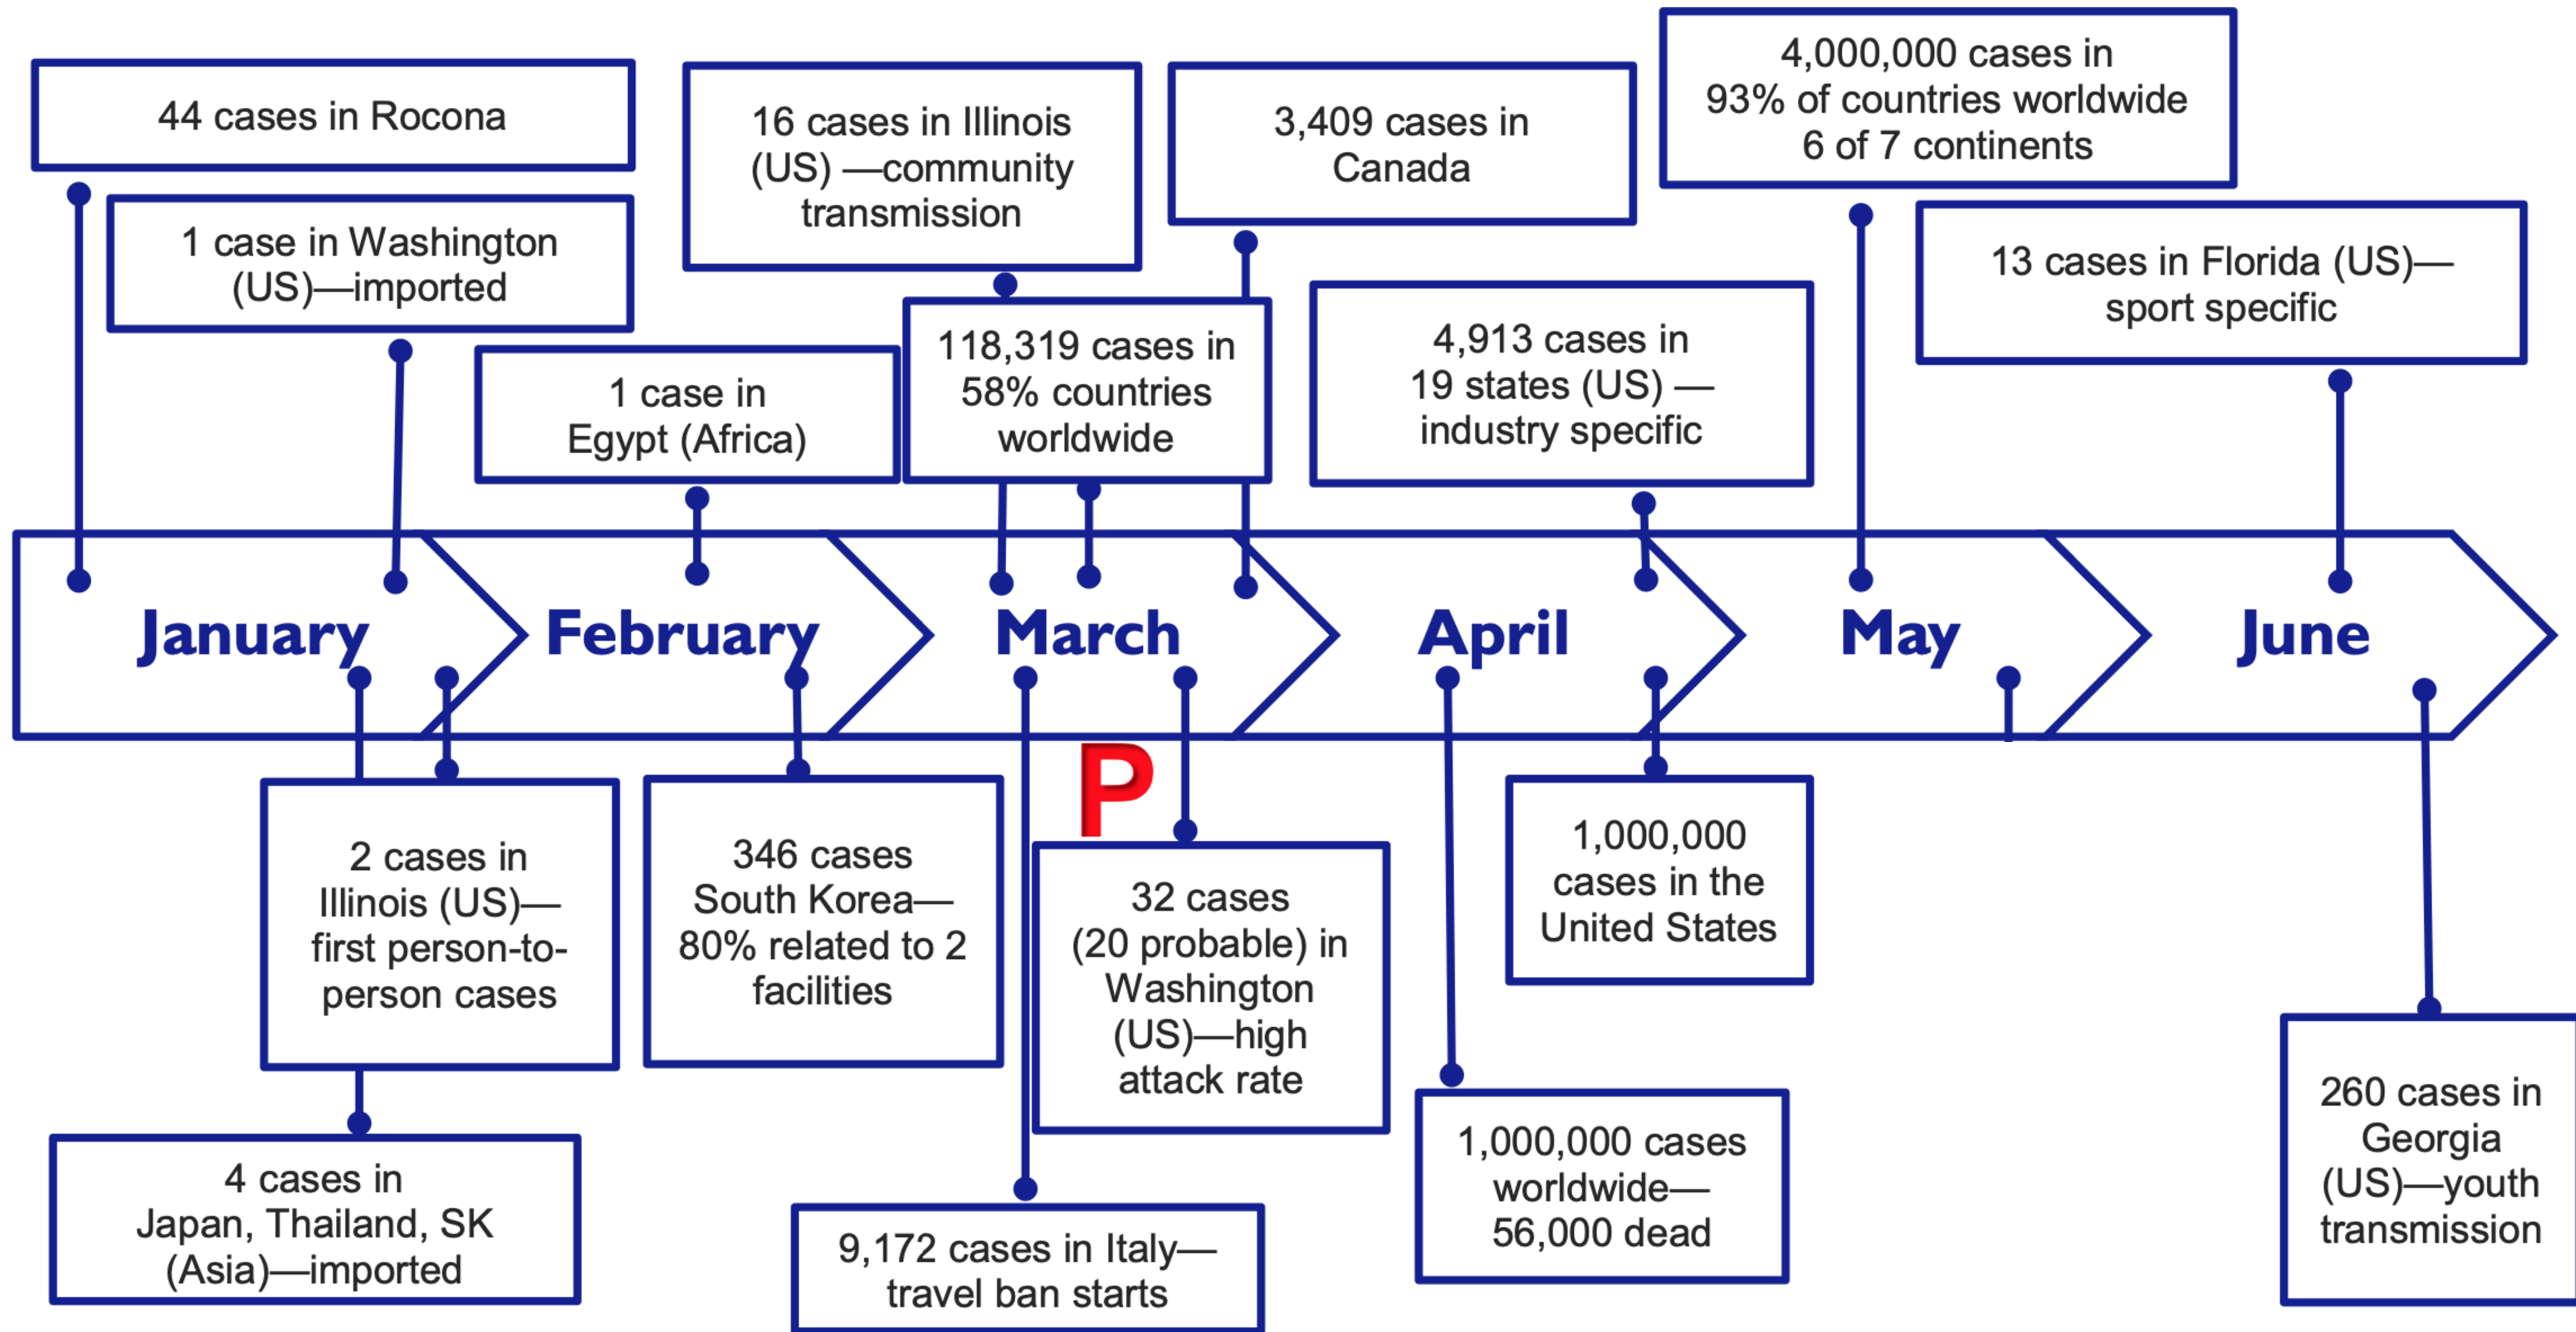 44 cases in Rocona
1 case in Washington
(US)—imported
1 case in
Egypt (Africa)
16 cases in Illinois
(US) —community
transmission
118,319 cases in
58% countries
worldwide
3,409 cases in
Canada
4,913 cases in
19 states (US) —
industry specific
4,000,000 cases in
93% of countries worldwide
6 of 7 continents
13 cases in Florida (US)—
sport specific
January
February
March
April
May
June
P
2 cases in
Illinois (US)—
first person-to-
person cases
4 cases in
Japan, Thailand, SK
(Asia)—imported
346 cases
South Korea—
80% related to 2
facilities
9,172 cases in Italy—
travel ban starts
32 cases
(20 probable) in
Washington
(US)—high
attack rate
1,000,000 cases
worldwide—
56,000 dead
1,000,000
cases in the
United States
260 cases in
Georgia
(US)—youth
transmission